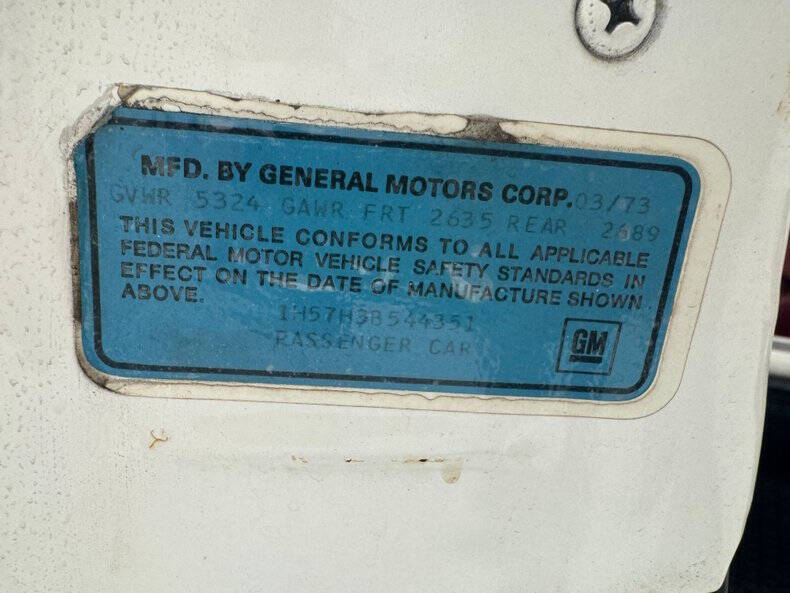 MFD. BY GENERAL MOTORS CORP. 03/73
GVWR 5324 GAWR FRT 2635 REAR 2689
THIS VEHICLE CONFORMS TO ALL APPLICABLE
FEDERAL MOTOR VEHICLE SAFETY STANDARDS IN
EFFECT ON THE DATE OF MANUFACTURE SHOWN
ABOVE.
1H57H3B544351
PASSENGER CAR
GM